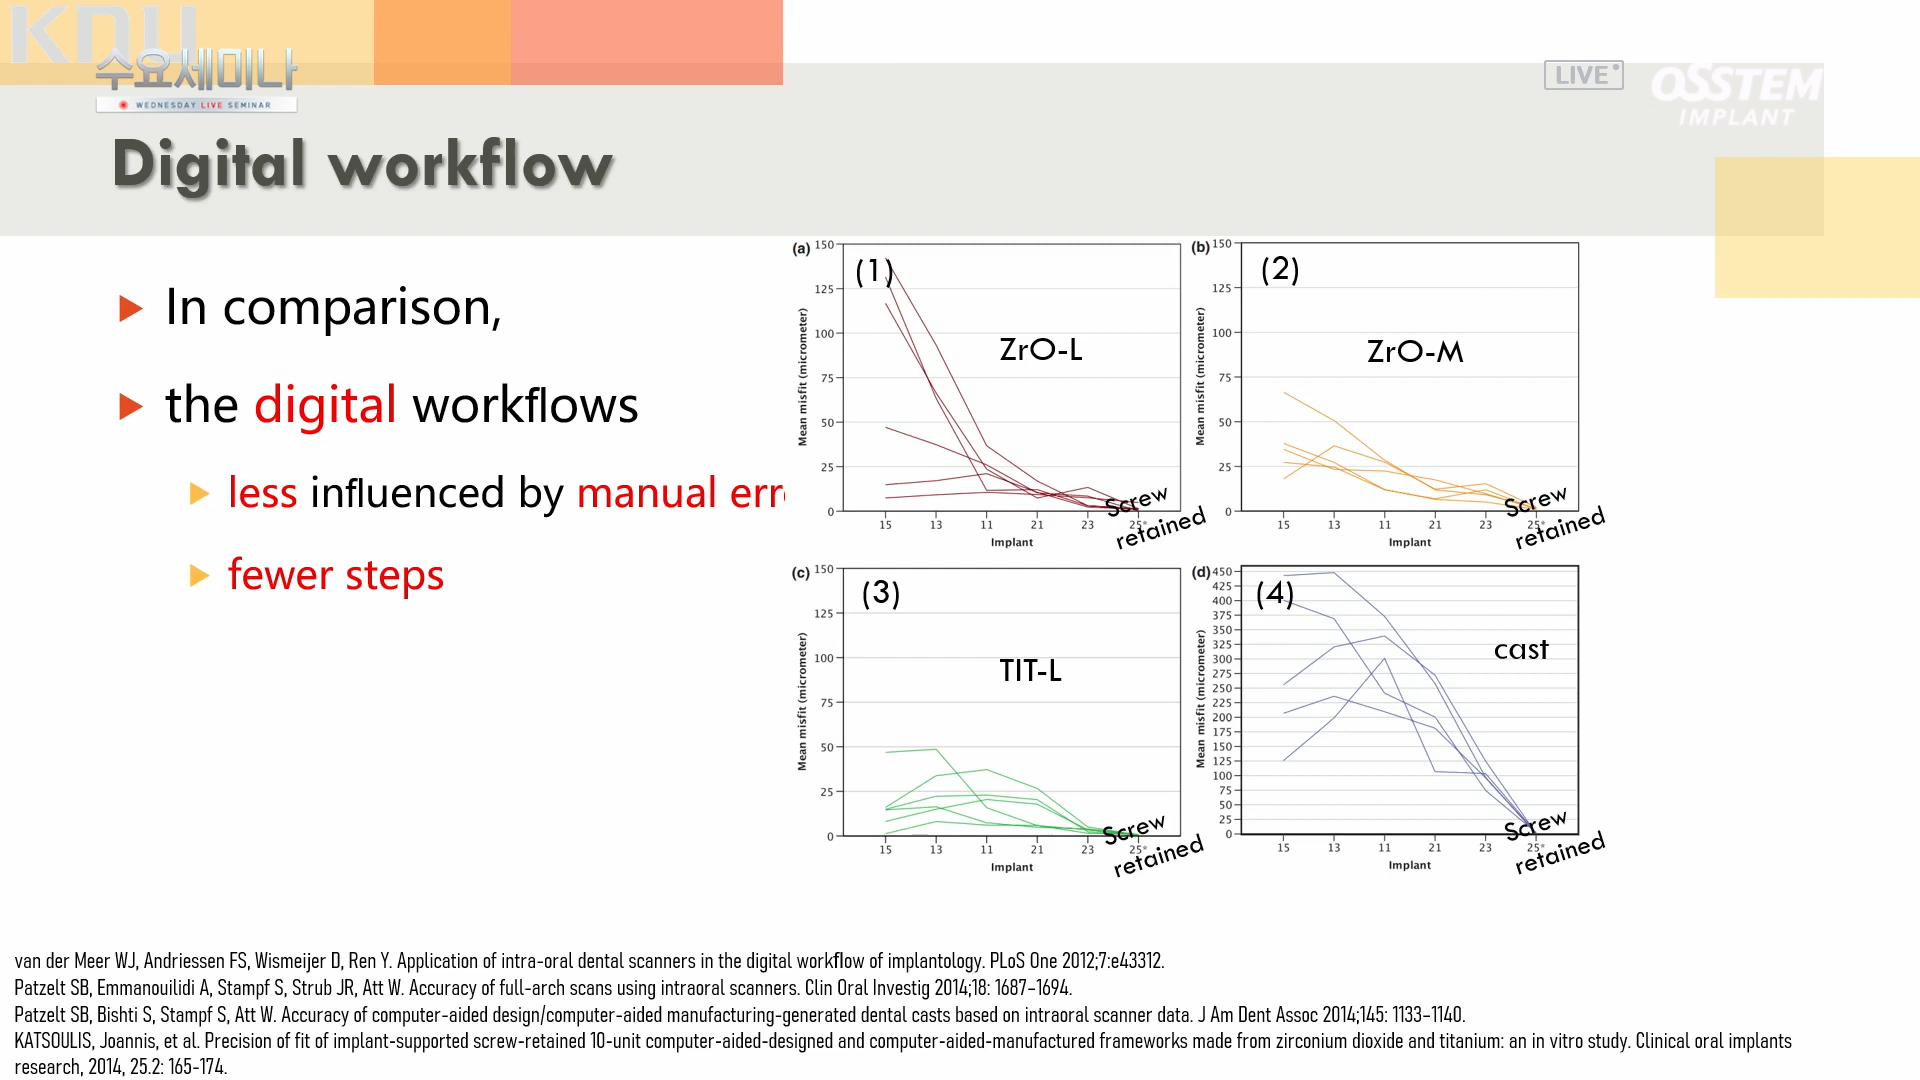 KNU
수요세미나
WEDNESDAY LIVE SEMINAR
LIVE
OSSTEM
IMPLANT
Digital workflow
In comparison,
the digital workflows
less influenced by manual erro
fewer steps
(a)
(1)
ZrO-L
Mean misfit (micrometer)
150
125
100
75
50
25
0
15 13 11 21 23 25*
Implant
Screw
retained
(b)
(2)
ZrO-M
Mean misfit (micrometer)
150
125
100
75
50
25
0
15 13 11 21 23 25*
Implant
Screw
retained
(c)
(3)
TIT-L
Mean misfit (micrometer)
150
125
100
75
50
25
0
15 13 11 21 23 25*
Implant
Screw
retained
(d)
(4)
cast
Mean misfit (micrometer)
450
425
400
375
350
325
300
275
250
225
200
175
150
125
100
75
50
25
0
15 13 11 21 23 25*
Implant
Screw
retained
van der Meer WJ, Andriessen FS, Wismeijer D, Ren Y. Application of intra-oral dental scanners in the digital workflow of implantology. PLoS One 2012;7:e43312.
Patzelt SB, Emmanouilidi A, Stampf S, Strub JR, Att W. Accuracy of full-arch scans using intraoral scanners. Clin Oral Investig 2014;18: 1687–1694.
Patzelt SB, Bishti S, Stampf S, Att W. Accuracy of computer-aided design/computer-aided manufacturing-generated dental casts based on intraoral scanner data. J Am Dent Assoc 2014;145: 1133–1140.
KATSOULIS, Joannis, et al. Precision of fit of implant-supported screw-retained 10-unit computer-aided-designed and computer-aided-manufactured frameworks made from zirconium dioxide and titanium: an in vitro study. Clinical oral implants
research, 2014, 25.2: 165-174.